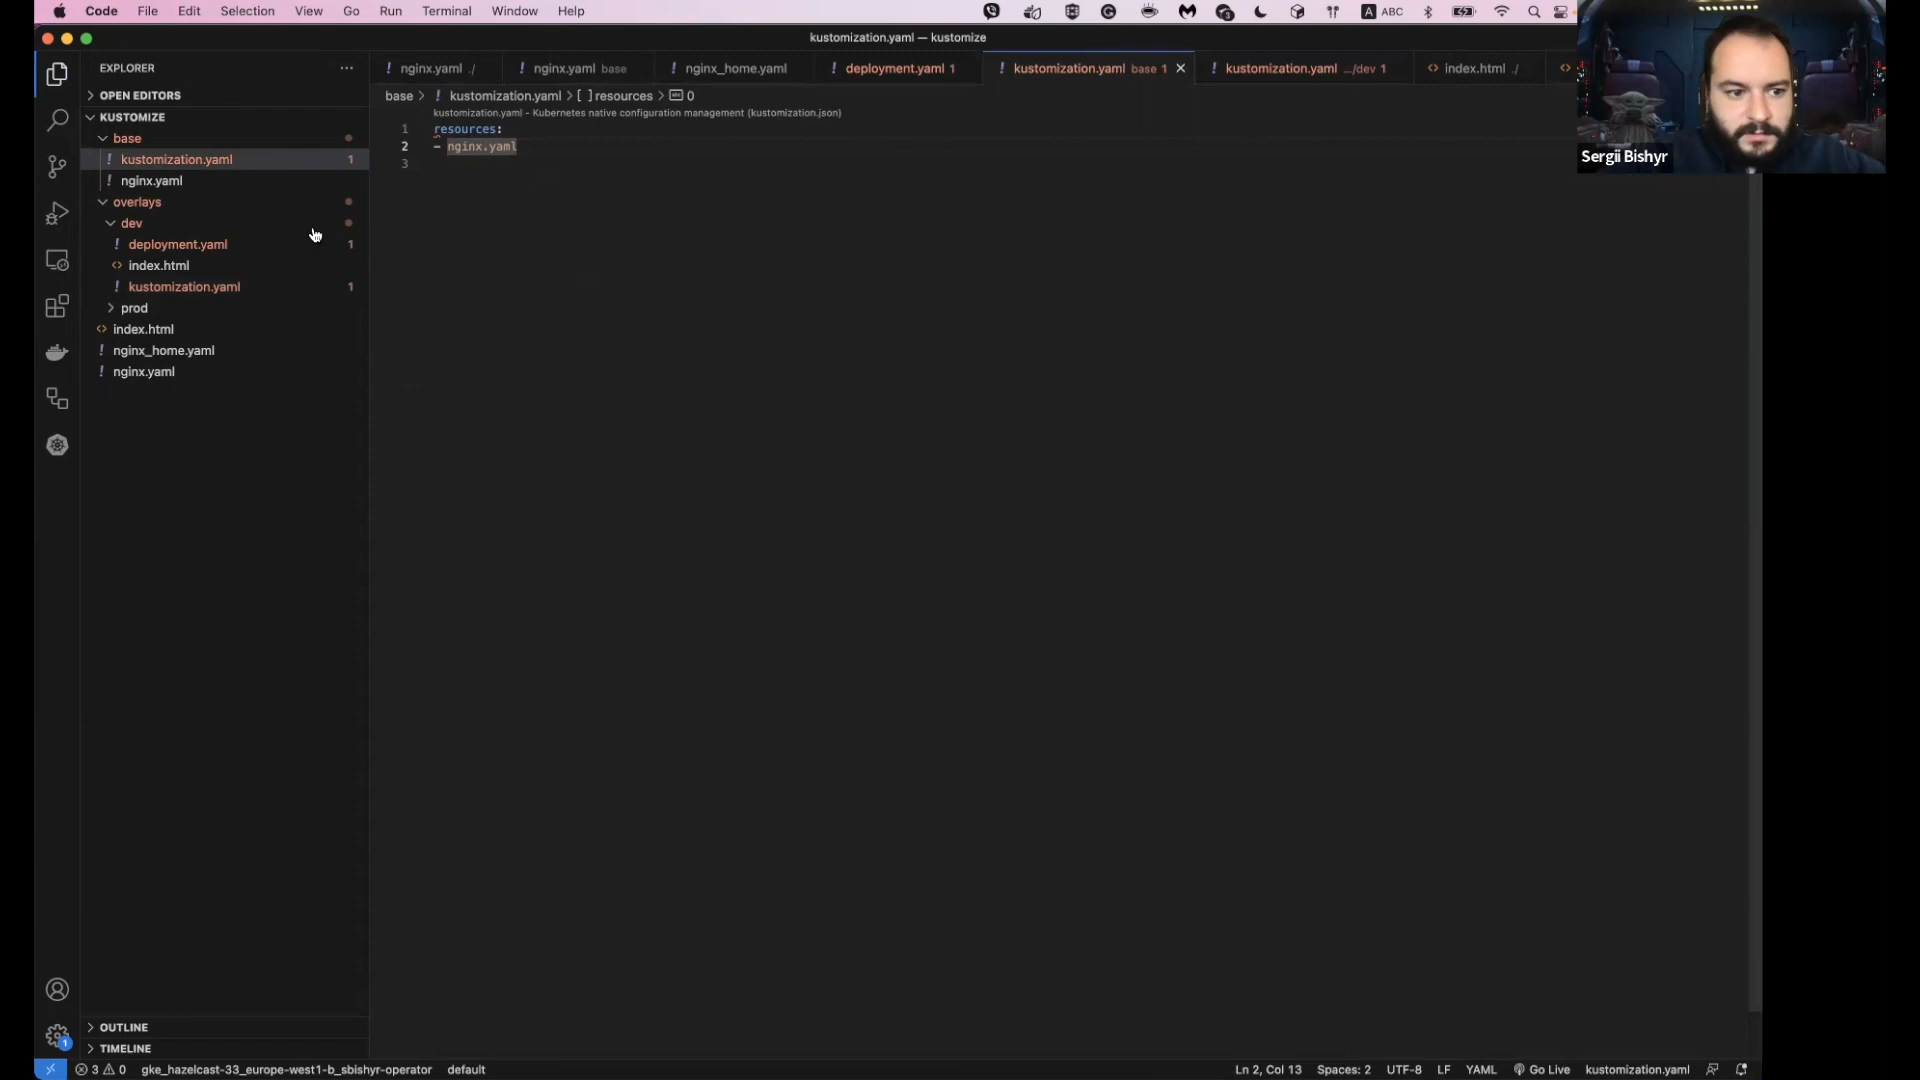 Code File Edit Selection View Go Run Terminal Window Help
3
A ABC
kustomization.yaml — kustomize
EXPLORER
nginx.yaml ./
nginx.yaml base
nginx_home.yaml
deployment.yaml 1
kustomization.yaml base 1
kustomization.yaml .../dev 1
index.html ./
OPEN EDITORS
base > kustomization.yaml > [ ] resources > abc 0
kustomization.yaml - Kubernetes native configuration management (kustomization.json)
KUSTOMIZE
base
kustomization.yaml 1
nginx.yaml
overlays
dev
deployment.yaml 1
index.html
kustomization.yaml 1
prod
index.html
nginx_home.yaml
nginx.yaml
1 resources:
2 - nginx.yaml
3
Sergii Bishyr
1
OUTLINE
TIMELINE
3 0 gke_hazelcast-33_europe-west1-b_sbishyr-operator default
Ln 2, Col 13 Spaces: 2 UTF-8 LF YAML Go Live kustomization.yaml